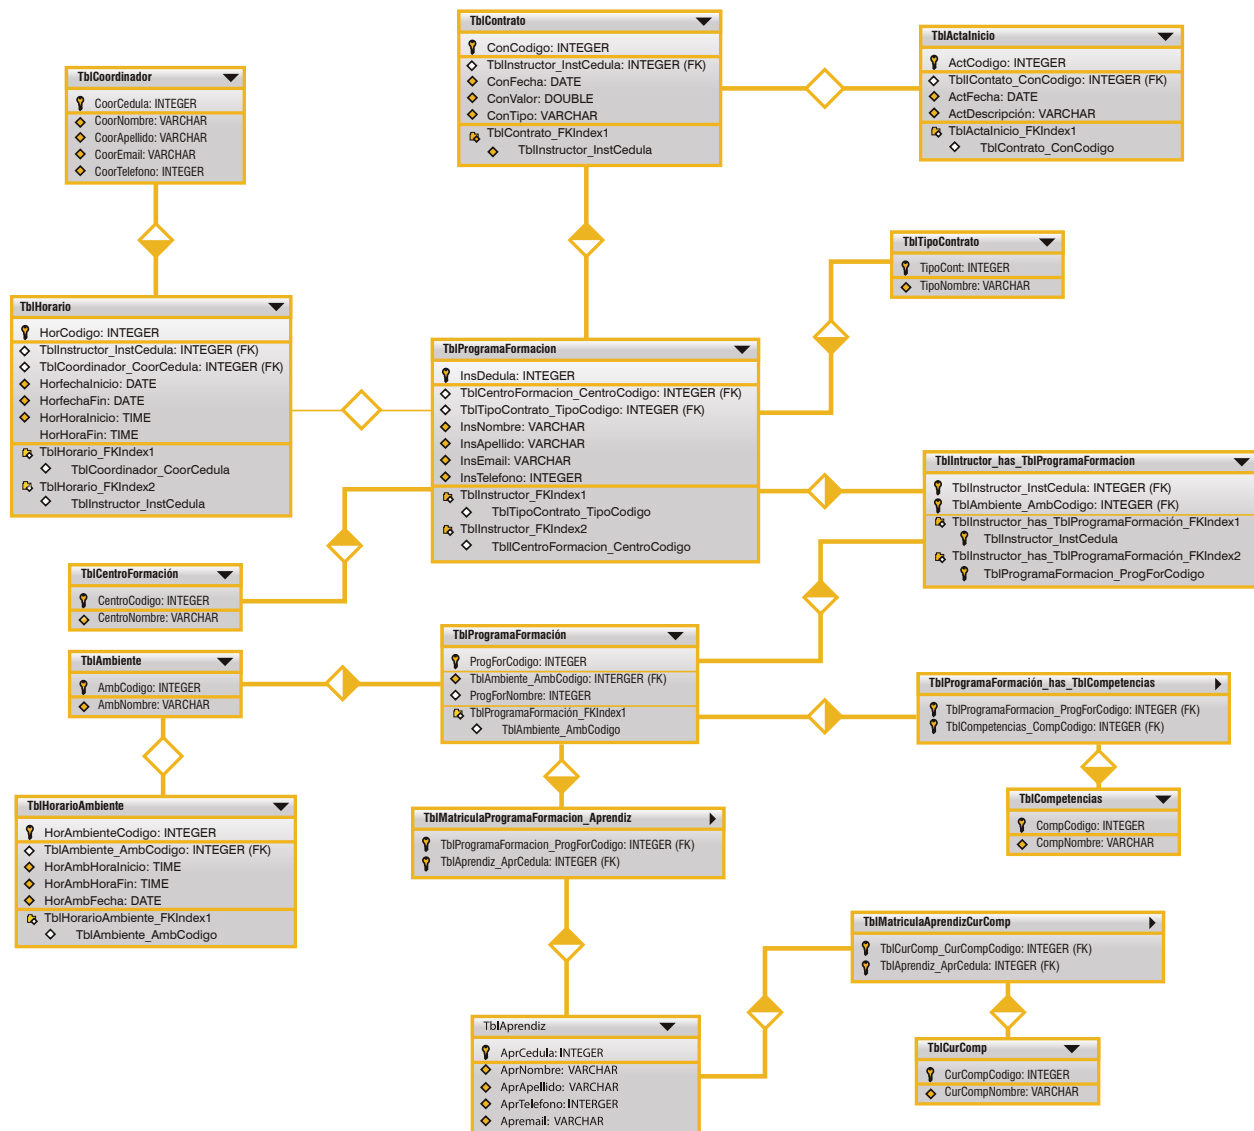 TblContrato
ConCodigo: INTEGER
TblInstructor_InstCedula: INTEGER (FK)
ConFecha: DATE
ConValor: DOUBLE
ConTipo: VARCHAR
TblContrato_FKIndex1
TblInstructor_InstCedula
TblActaInicio
ActCodigo: INTEGER
TblIContato_ConCodigo: INTEGER (FK)
ActFecha: DATE
ActDescripción: VARCHAR
TblActaInicio_FKIndex1
TblContrato_ConCodigo
TblCoordinador
CoorCedula: INTEGER
CoorNombre: VARCHAR
CoorApellido: VARCHAR
CoorEmail: VARCHAR
CoorTelefono: INTEGER
TblTipoContrato
TipoCont: INTEGER
TipoNombre: VARCHAR
TblHorario
HorCodigo: INTEGER
TblInstructor_InstCedula: INTEGER (FK)
TblCoordinador_CoorCedula: INTEGER (FK)
HorfechaInicio: DATE
HorfechaFin: DATE
HorHoraInicio: TIME
HorHoraFin: TIME
TblHorario_FKIndex1
TblCoordinador_CoorCedula
TblHorario_FKIndex2
TblInstructor_InstCedula
TblProgramaFormacion
InsDedula: INTEGER
TblCentroFormacion_CentroCodigo: INTEGER (FK)
TblTipoContrato_TipoCodigo: INTEGER (FK)
InsNombre: VARCHAR
InsApellido: VARCHAR
InsEmail: VARCHAR
InsTelefono: INTEGER
TblInstructor_FKIndex1
TblTipoContrato_TipoCodigo
TblInstructor_FKIndex2
TblICentroFormacion_CentroCodigo
TblIntructor_has_TblProgramaFormacion
TblInstructor_InstCedula: INTEGER (FK)
TblAmbiente_AmbCodigo: INTEGER (FK)
TblInstructor_has_TblProgramaFormación_FKIndex1
TblInstructor_InstCedula
TblInstructor_has_TblProgramaFormación_FKIndex2
TblProgramaFormacion_ProgForCodigo
TblCentroFormación
CentroCodigo: INTEGER
CentroNombre: VARCHAR
TblAmbiente
AmbCodigo: INTEGER
AmbNombre: VARCHAR
TblProgramaFormación
ProgForCodigo: INTEGER
TblAmbiente_AmbCodigo: INTERGER (FK)
ProgForNombre: INTEGER
TblProgramaFormación_FKIndex1
TblAmbiente_AmbCodigo
TblProgramaFormación_has_TblCompetencias
TblProgramaFormacion_ProgForCodigo: INTEGER (FK)
TblCompetencias_CompCodigo: INTEGER (FK)
TblCompetencias
CompCodigo: INTEGER
CompNombre: VARCHAR
TblHorarioAmbiente
HorAmbienteCodigo: INTEGER
TblAmbiente_AmbCodigo: INTEGER (FK)
HorAmbHoraInicio: TIME
HorAmbHoraFin: TIME
HorAmbFecha: DATE
TblHorarioAmbiente_FKIndex1
TblAmbiente_AmbCodigo
TblMatriculaProgramaFormacion_Aprendiz
TblProgramaFormacion_ProgForCodigo: INTEGER (FK)
TblAprendiz_AprCedula: INTEGER (FK)
TblMatriculaAprendizCurComp
TblCurComp_CurCompCodigo: INTEGER (FK)
TblAprendiz_AprCedula: INTEGER (FK)
TblAprendiz
AprCedula: INTEGER
AprNombre: VARCHAR
AprApellido: VARCHAR
AprTelefono: INTERGER
Apremail: VARCHAR
TblCurComp
CurCompCodigo: INTEGER
CurCompNombre: VARCHAR